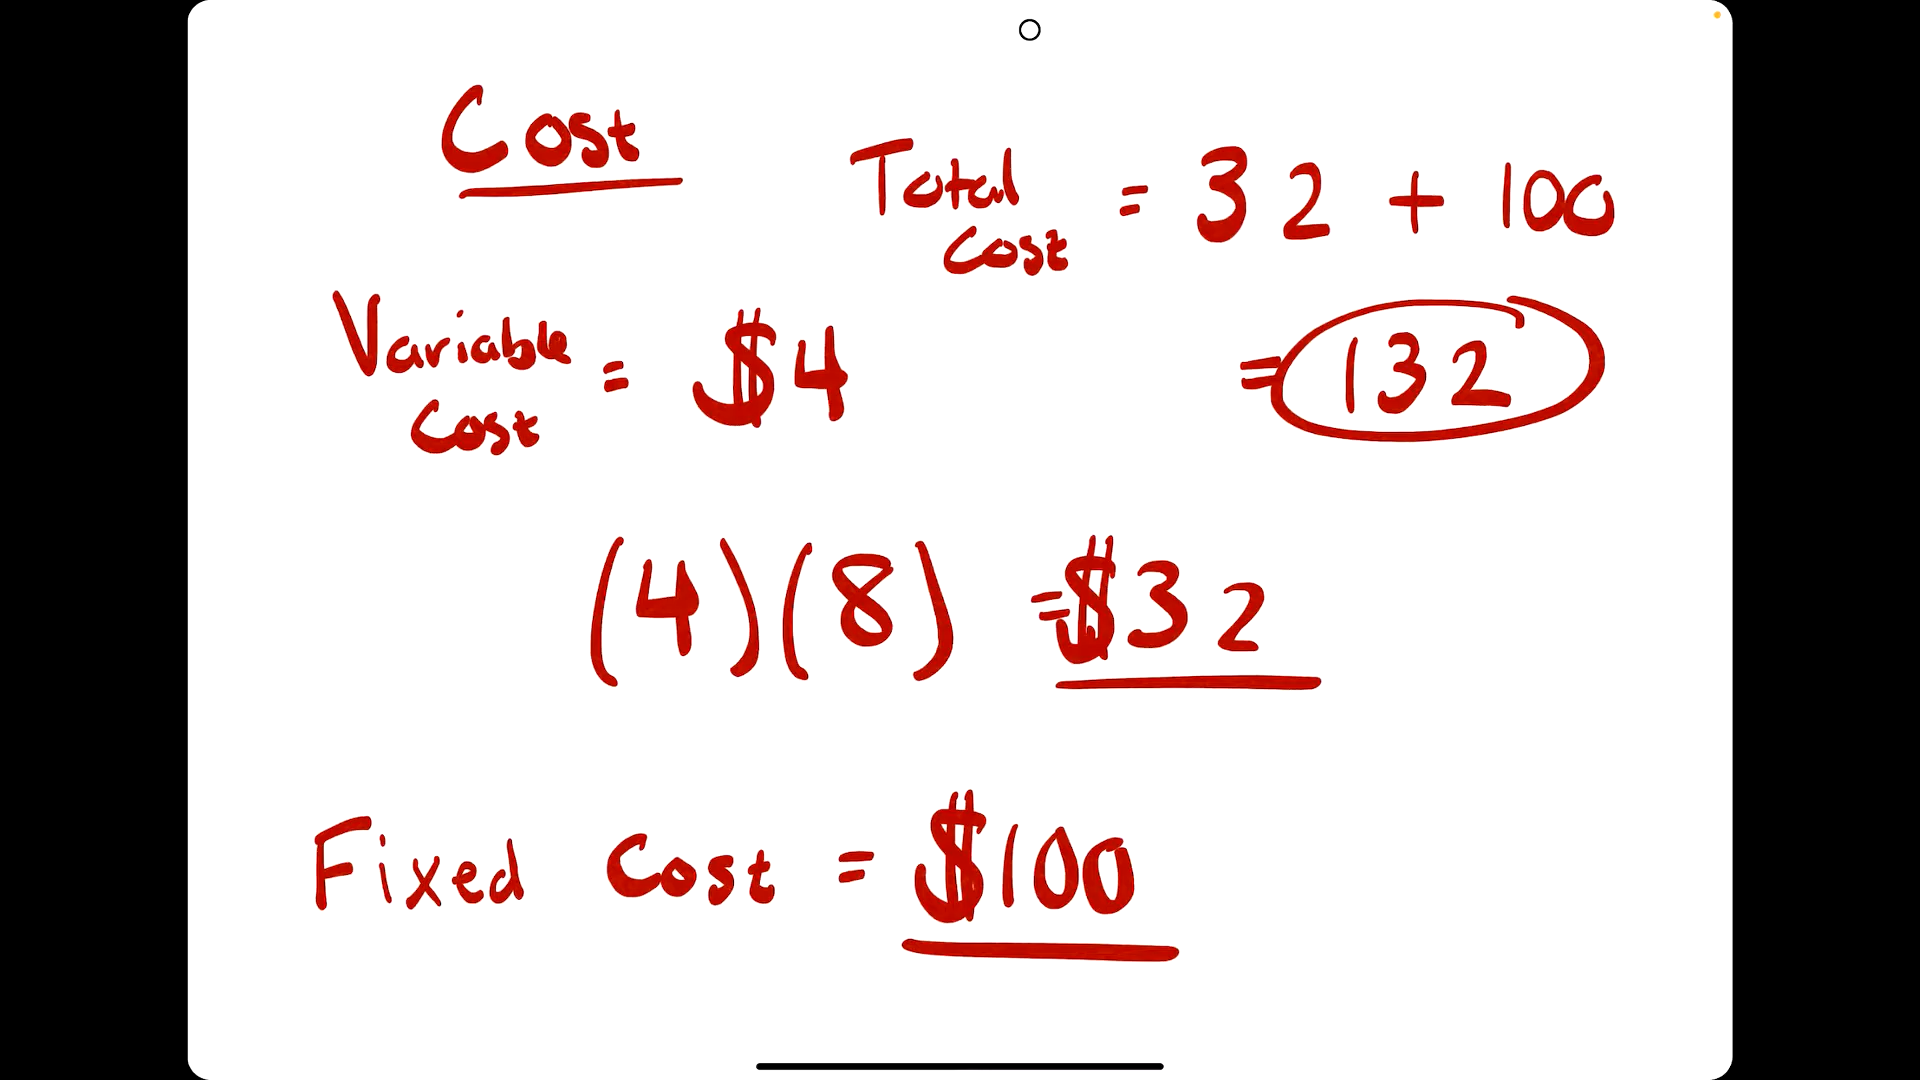 Cost
Total
Cost = 32 + 100
= 132
Variable
Cost = $4
(4)(8) = $32
Fixed Cost = $100